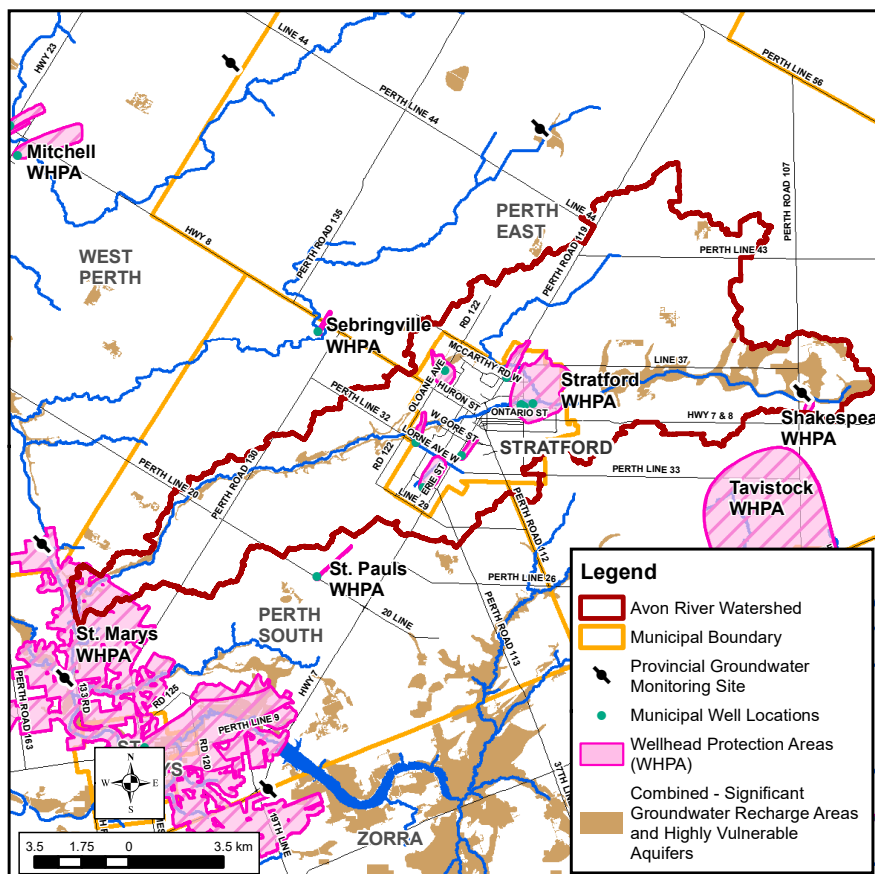 LINE 44
HWY 23
PERTH LINE 56
PERTH LINE 44
Mitchell
WHPA
PERTH ROAD 107
LINE 44
PERTH
EAST
PERTH ROAD 135
PERTH ROAD 119
HWY 8
WEST
PERTH
PERTH LINE 43
RD 122
Sebringville
WHPA
MCCARTHY RD W
LINE 37
OLOANE AVE
HURON ST
Stratford
WHPA
PERTH LINE 32
W GORE ST
ONTARIO ST
HWY 7 & 8
Shakespea
WHPA
LORNE AVE W
STRATFORD
RD 122
PERTH ROAD 130
ERIE ST
PERTH LINE 33
PERTH LINE 20
LINE 29
Tavistock
WHPA
PERTH ROAD 112
St. Pauls
WHPA
PERTH LINE 26
20 LINE
PERTH
SOUTH
St. Marys
WHPA
PERTH ROAD 113
PERTH ROAD 163
133 RD
RD 125
HWY 7
PERTH LINE 9
ST
YS
RD 120
N
W E
S
19TH LINE
37TH LINE
ZORRA
3.5 1.75 0 3.5 km
Legend
Avon River Watershed
Municipal Boundary
Provincial Groundwater
Monitoring Site
Municipal Well Locations
Wellhead Protection Areas
(WHPA)
Combined - Significant
Groundwater Recharge Areas
and Highly Vulnerable
Aquifers